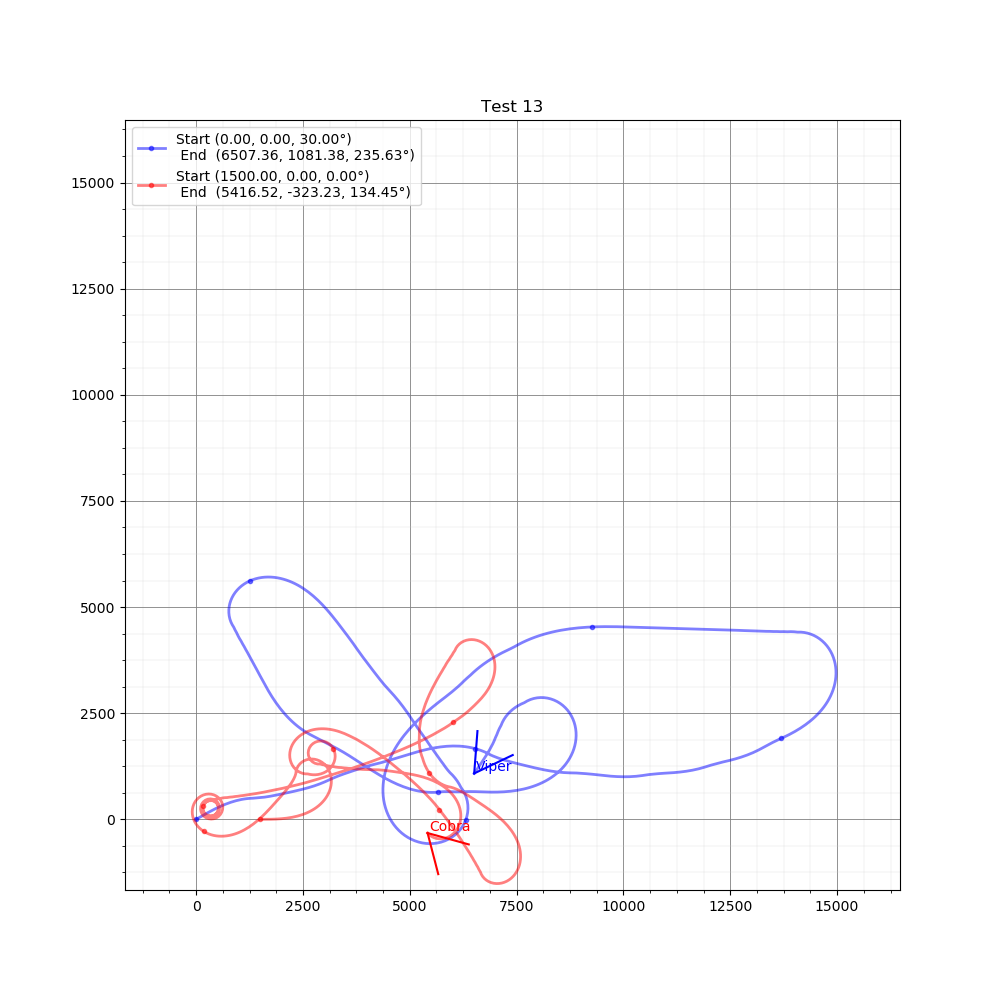 Test 13
Start (0.00, 0.00, 30.00°)
End  (6507.36, 1081.38, 235.63°)
Start (1500.00, 0.00, 0.00°)
End  (5416.52, -323.23, 134.45°)
15000
12500
10000
7500
5000
2500
0
Viper
Cobra
0 2500 5000 7500 10000 12500 15000